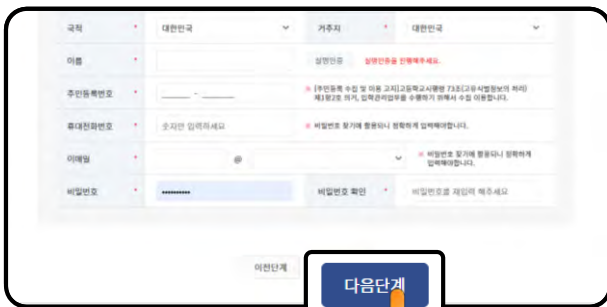 국적 * 대한민국 거주지 * 대한민국
이름 * 실명인증 실명인증을 진행해주세요.
주민등록번호 * ______ - _______ ※ [주민등록 수집 및 이용 고지]고등학교시행령 73조(고유식별정보의 처리)
제1항2호 의거, 입학관리업무를 수행하기 위해서 수집 이용합니다.
휴대전화번호 * 숫자만 입력하세요 ※ 비밀번호 찾기에 활용되니 정확하게 입력해야합니다.
이메일 * @ ※ 비밀번호 찾기에 활용되니 정확하게
입력해야합니다.
비밀번호 * •••••••••• 비밀번호 확인 * 비밀번호를 재입력 해주세요
이전단계 다음단계